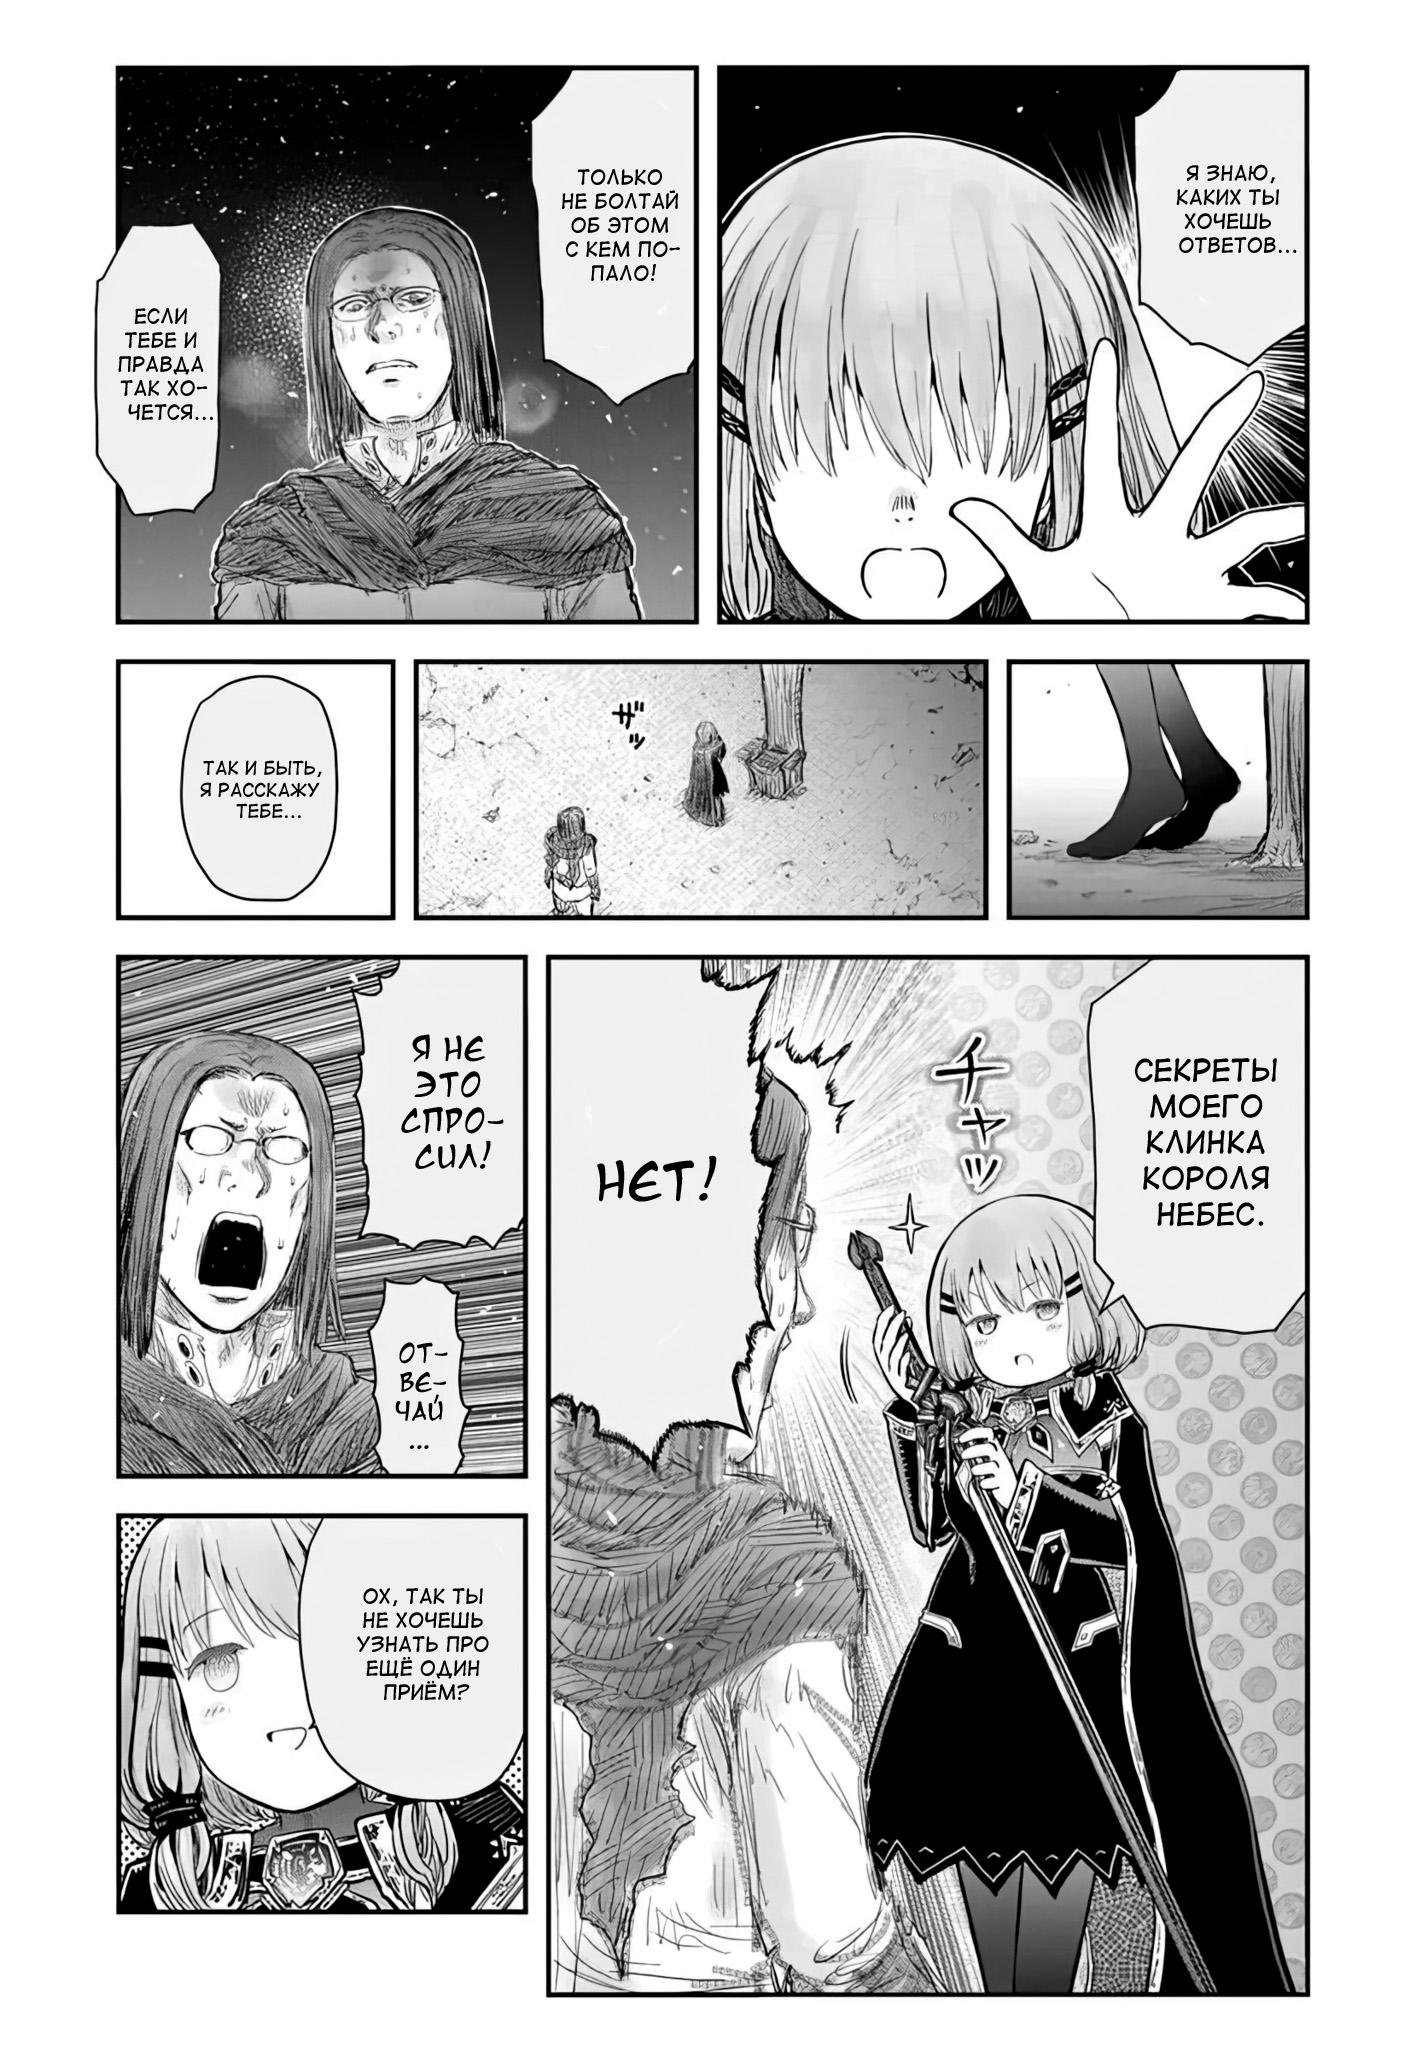 Я ЗНАЮ,
КАКИХ ТЫ
ХОЧЕШЬ
ОТВЕТОВ...
ТОЛЬКО
НЕ БОЛТАЙ
ОБ ЭТОМ
С КЕМ ПО-
ПАЛО!
ЕСЛИ
ТЕБЕ И
ПРАВДА
ТАК ХО-
ЧЕТСЯ...
ザッ
ТАК И БЫТЬ,
Я РАССКАЖУ
ТЕБЕ...
СЕКРЕТЫ
МОЕГО
КЛИНКА
КОРОЛЯ
НЕБЕС.
チャッ
НЕТ!
Я НЕ
ЭТО
СПРО-
СИЛ!
ОТ-
ВЕ-
ЧАЙ
...
ОХ, ТАК ТЫ
НЕ ХОЧЕШЬ
УЗНАТЬ ПРО
ЕЩЁ ОДИН
ПРИЁМ?